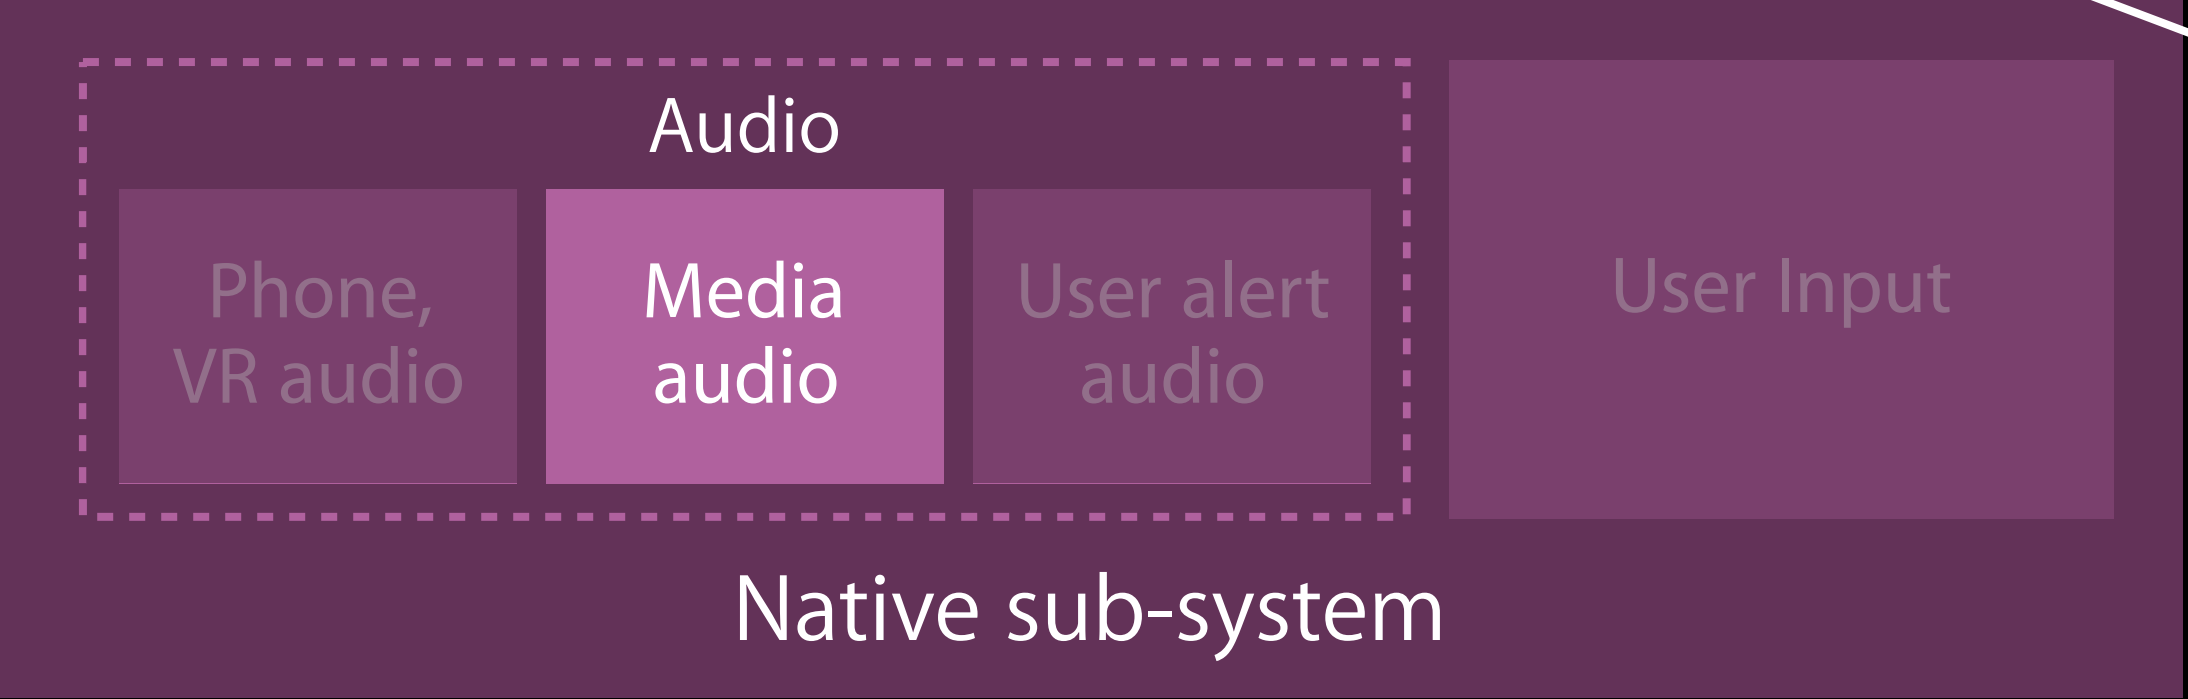 Audio
Phone,
VR audio
Media
audio
User alert
audio
User Input
Native sub-system